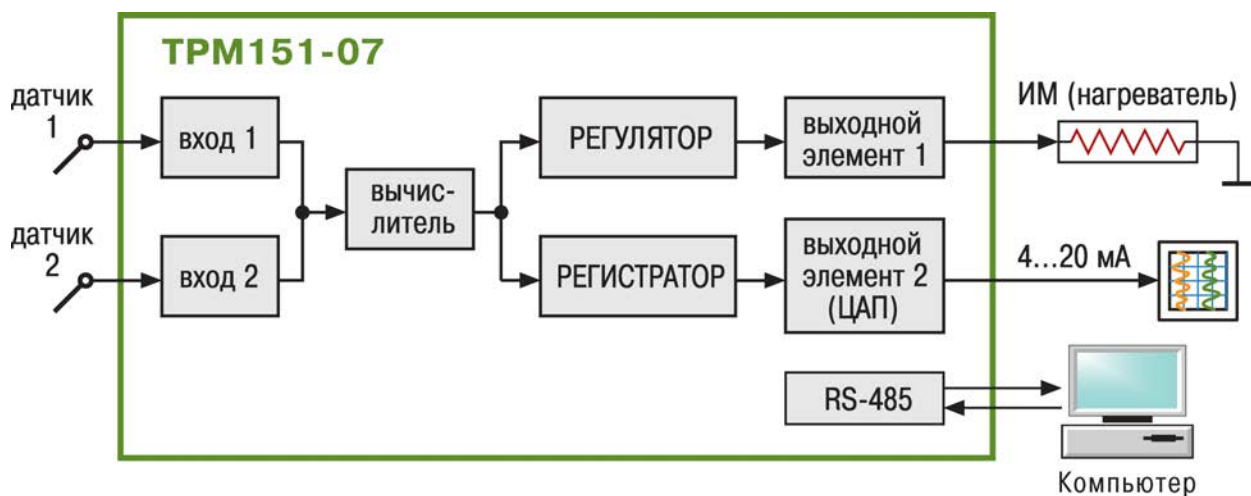 ТРМ151-07
датчик
1
вход 1
РЕГУЛЯТОР
выходной
элемент 1
ИМ (нагреватель)
вычис-
литель
датчик
2
вход 2
РЕГИСТРАТОР
выходной
элемент 2
(ЦАП)
4...20 мА
RS-485
Компьютер